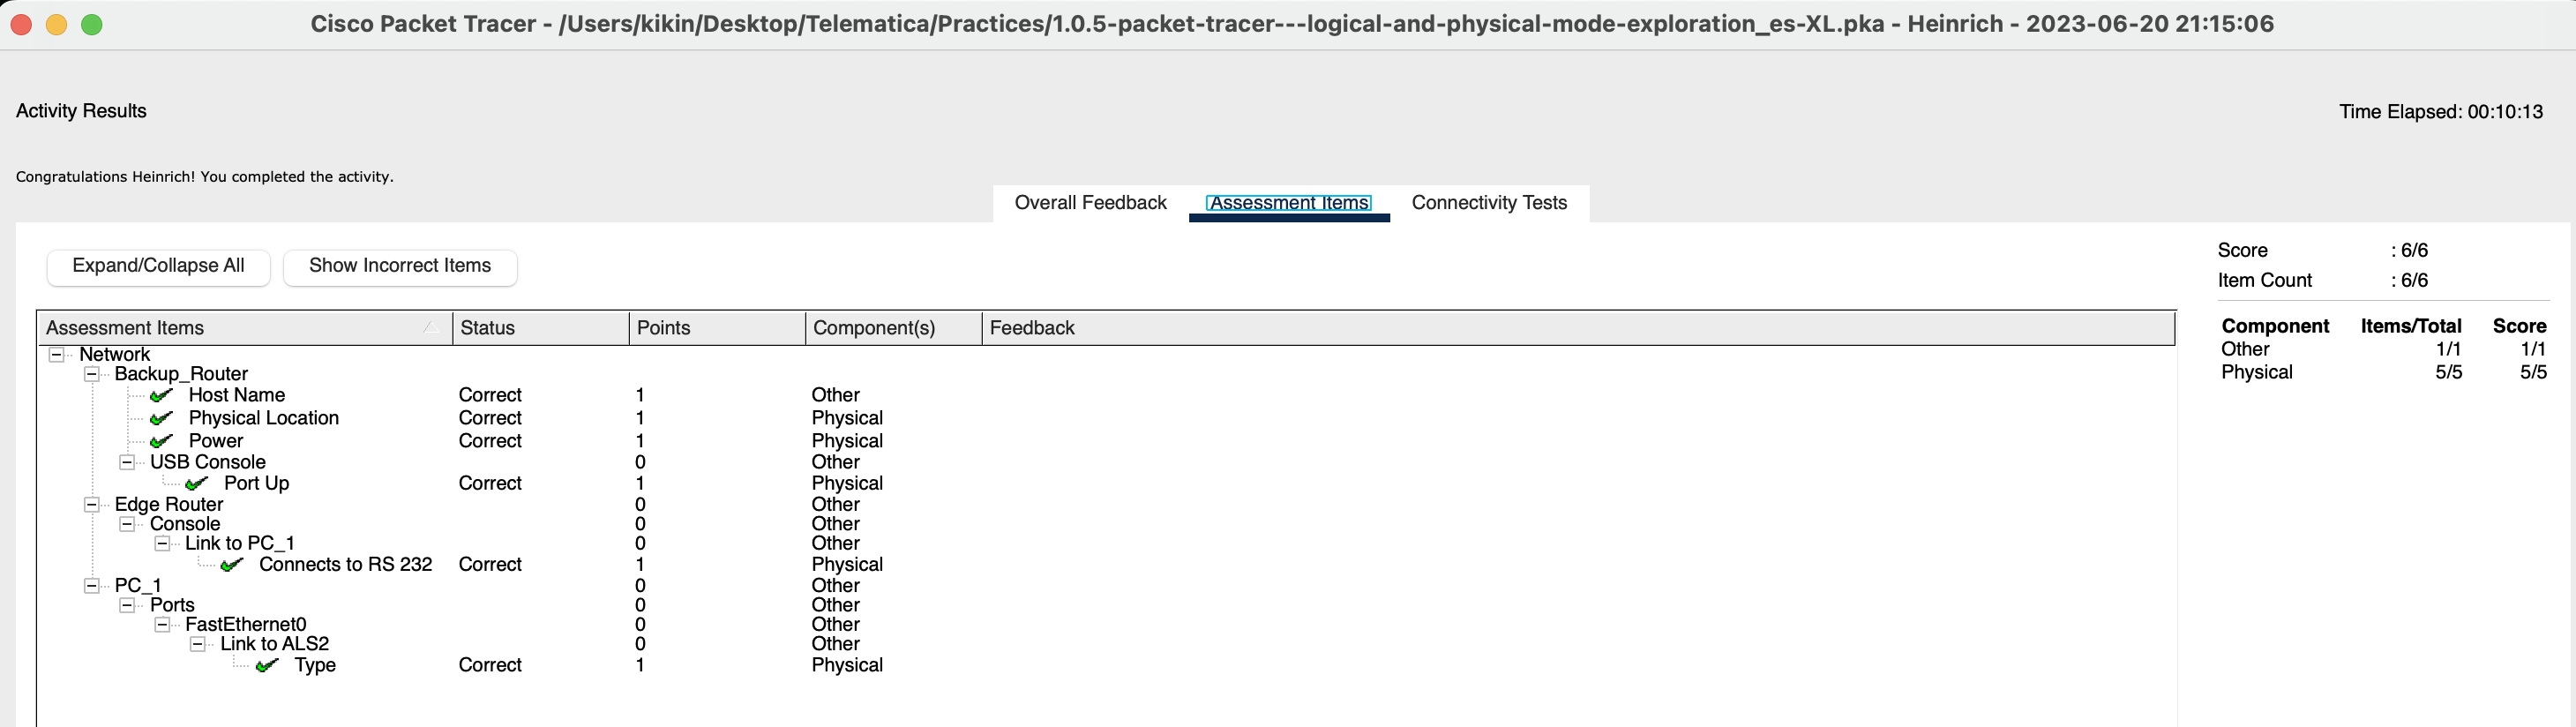 Cisco Packet Tracer - /Users/kikin/Desktop/Telematica/Practices/1.0.5-packet-tracer---logical-and-physical-mode-exploration_es-XL.pka - Heinrich - 2023-06-20 21:15:06
Activity Results
Time Elapsed: 00:10:13
Congratulations Heinrich! You completed the activity.
Overall Feedback Assessment Items Connectivity Tests
Expand/Collapse All Show Incorrect Items
Assessment Items Status Points Component(s) Feedback
Network
Backup_Router
Host Name Correct 1 Other
Physical Location Correct 1 Physical
Power Correct 1 Physical
USB Console 0 Other
Port Up Correct 1 Physical
Edge Router 0 Other
Console 0 Other
Link to PC_1 0 Other
Connects to RS 232 Correct 1 Physical
PC_1 0 Other
Ports 0 Other
FastEthernet0 0 Other
Link to ALS2 0 Other
Type Correct 1 Physical
Score : 6/6
Item Count : 6/6
Component Items/Total Score
Other 1/1 1/1
Physical 5/5 5/5